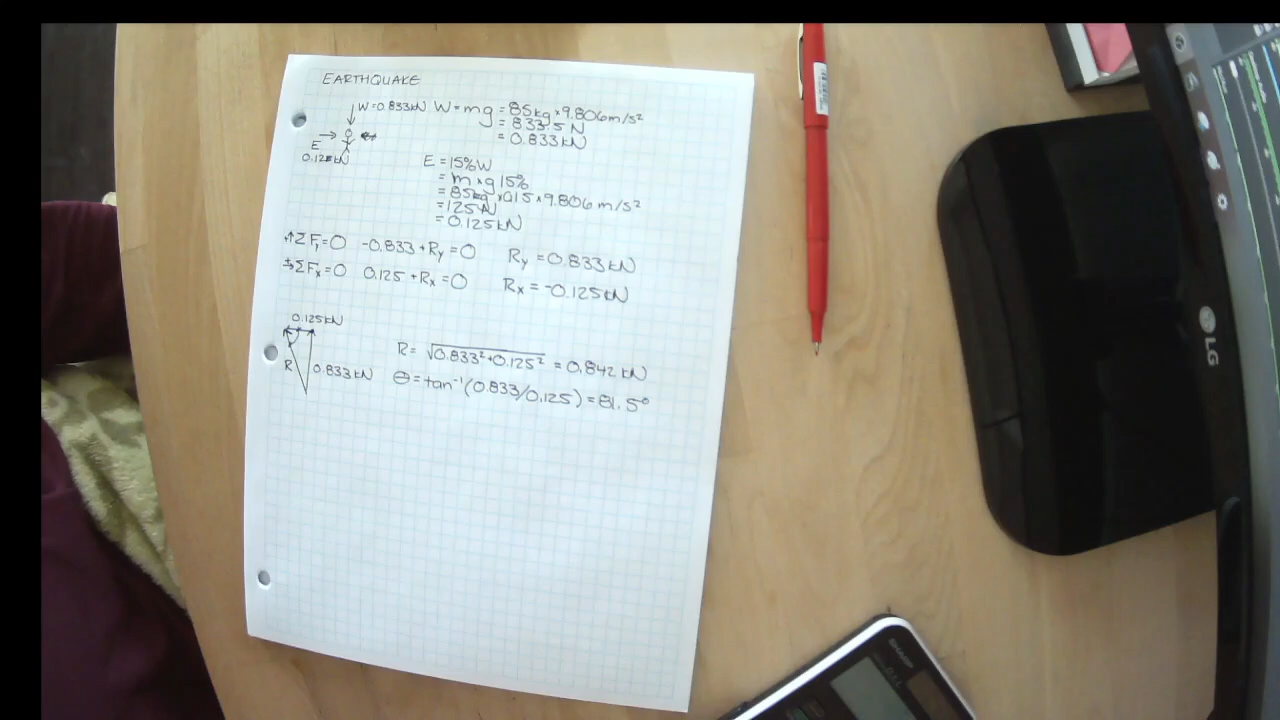 EARTHQUAKE
W=0.833kN
W=mg = 85kg×9.806m/s²
= 833.5 N
= 0.833kN
E
E = 15%W
= m×g 15%
= 85kg × 0.15 × 9.806 m/s²
= 125 N
= 0.125kN
ΣFy=0 -0.833+Ry=0 Ry=0.833kN
ΣFx=0 0.125+Rx=0 Rx=-0.125kN
0.125kN
R 0.833kN
R= √0.833²+0.125² = 0.842 kN
θ=tan⁻¹(0.833/0.125)=81.5°
LG
SHARP